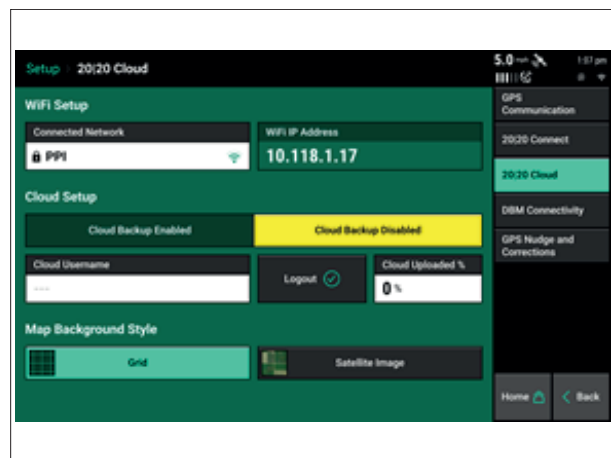 Setup 20|20 Cloud
5.0 mph
1:07 pm
WiFi Setup
Connected Network
PPI
WiFi IP Address
10.118.1.17
Cloud Setup
Cloud Backup Enabled
Cloud Backup Disabled
Cloud Username
---
Logout
Cloud Uploaded %
0 %
Map Background Style
Grid
Satellite Image
GPS
Communication
20|20 Connect
20|20 Cloud
DBM Connectivity
GPS Nudge and
Corrections
Home
Back